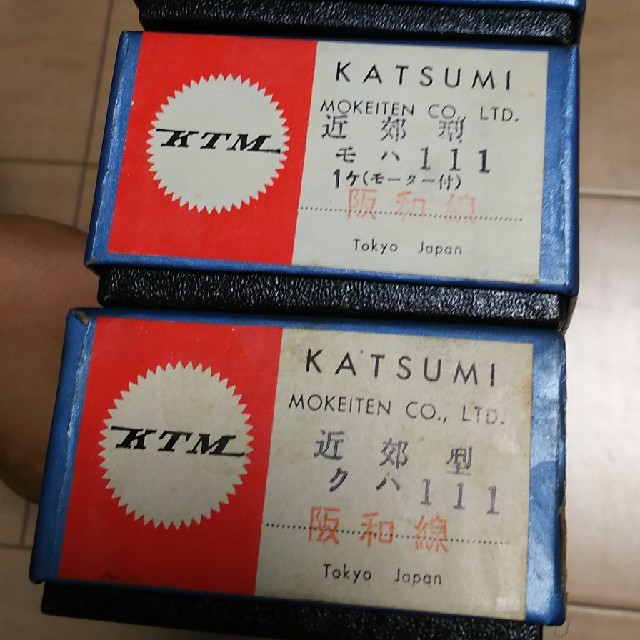 KTM
KATSUMI
MOKEITEN CO., LTD.
近郊型
モハ111
1ケ(モーター付)
阪和線
Tokyo Japan
KTM
KATSUMI
MOKEITEN CO., LTD.
近郊型
クハ111
阪和線
Tokyo Japan